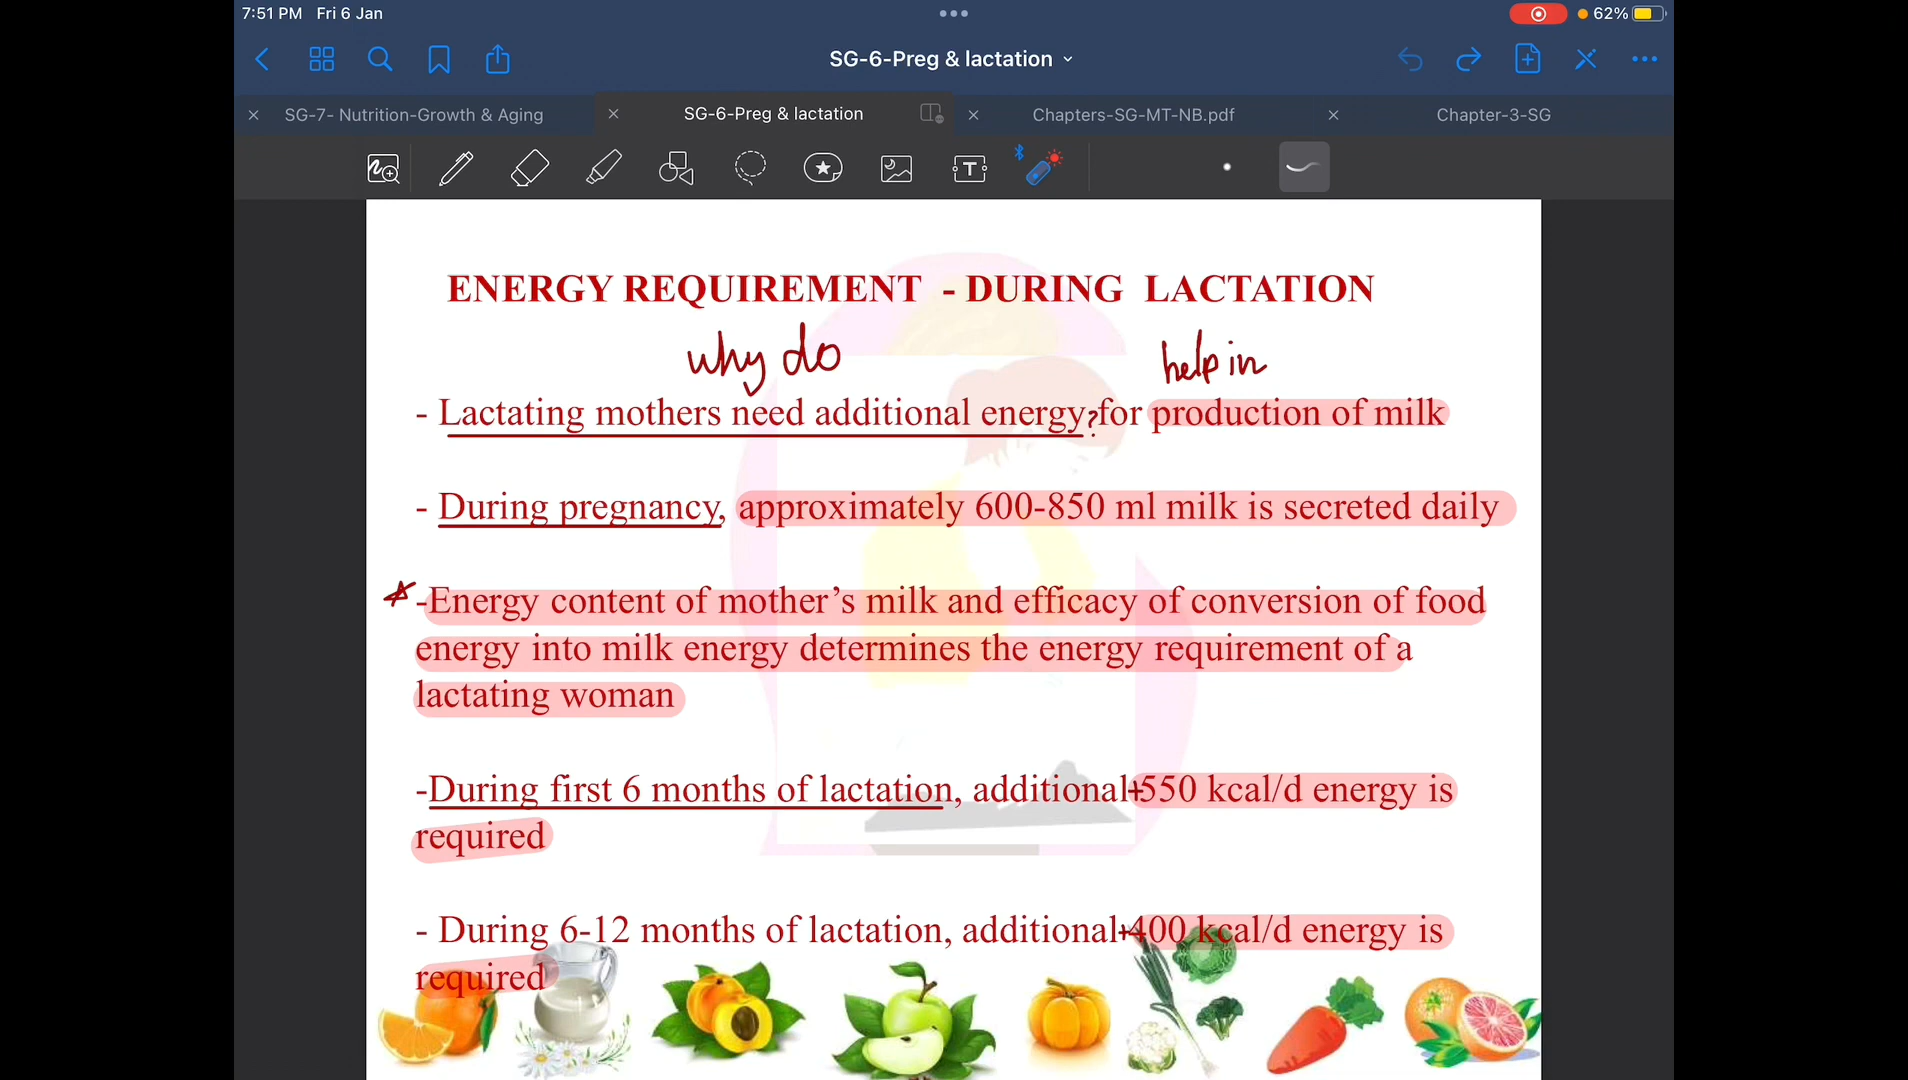 7:51 PM Fri 6 Jan
62%
SG-6-Preg & lactation
SG-7- Nutrition-Growth & Aging
SG-6-Preg & lactation
Chapters-SG-MT-NB.pdf
Chapter-3-SG
ENERGY REQUIREMENT - DURING LACTATION
why do help in
- Lactating mothers need additional energy? for production of milk
- During pregnancy, approximately 600-850 ml milk is secreted daily
-Energy content of mother's milk and efficacy of conversion of food
energy into milk energy determines the energy requirement of a
lactating woman
-During first 6 months of lactation, additional +550 kcal/d energy is
required
- During 6-12 months of lactation, additional +400 kcal/d energy is
required